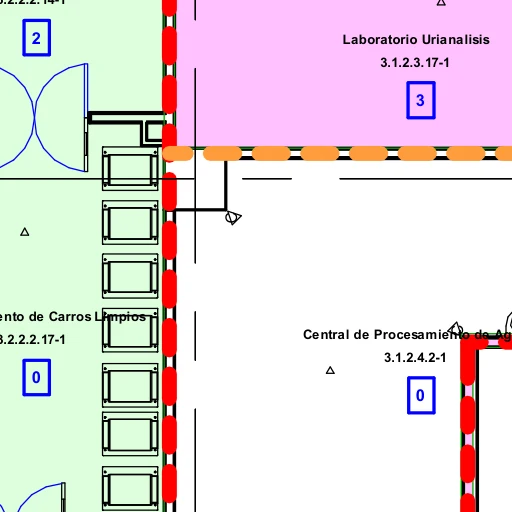 2
Laboratorio Urianalisis
3.1.2.3.17-1
3
ento de Carros Limpios
3.2.2.2.17-1
0
Central de Procesamiento de Ag
3.1.2.4.2-1
0